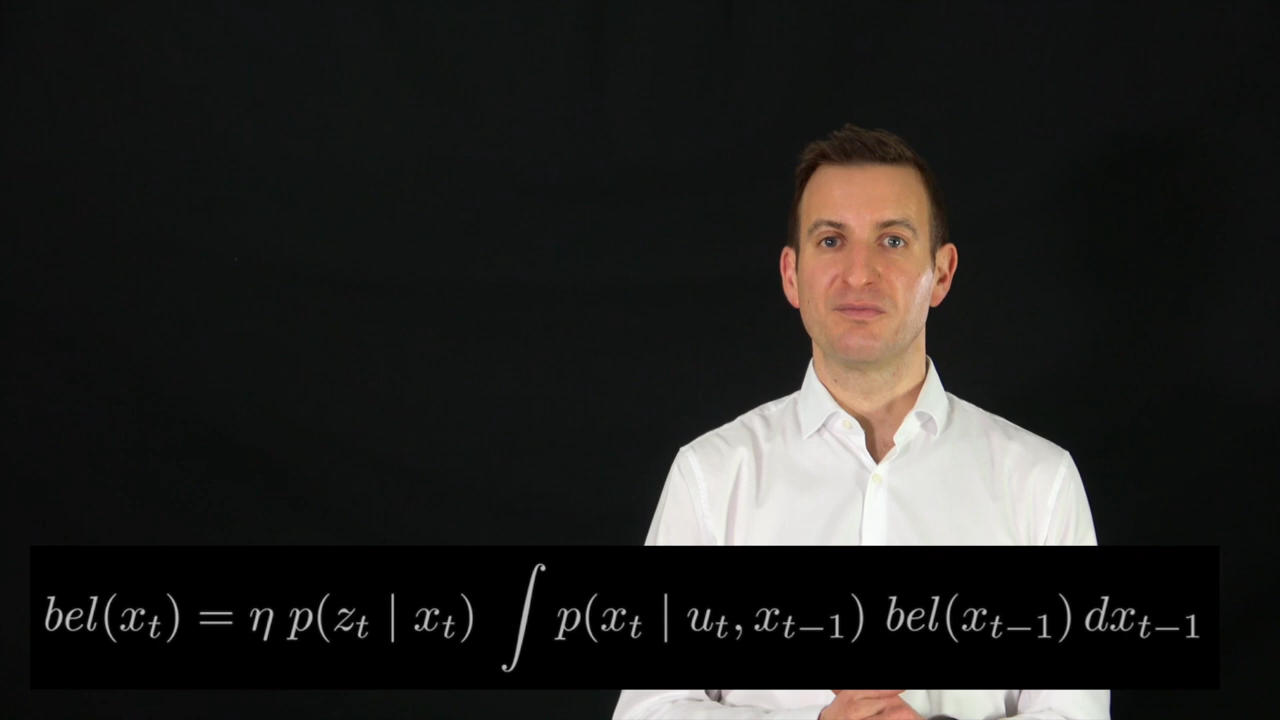 bel(x_t) = η p(z_t | x_t) ∫ p(x_t | u_t, x_{t−1}) bel(x_{t−1}) dx_{t−1}